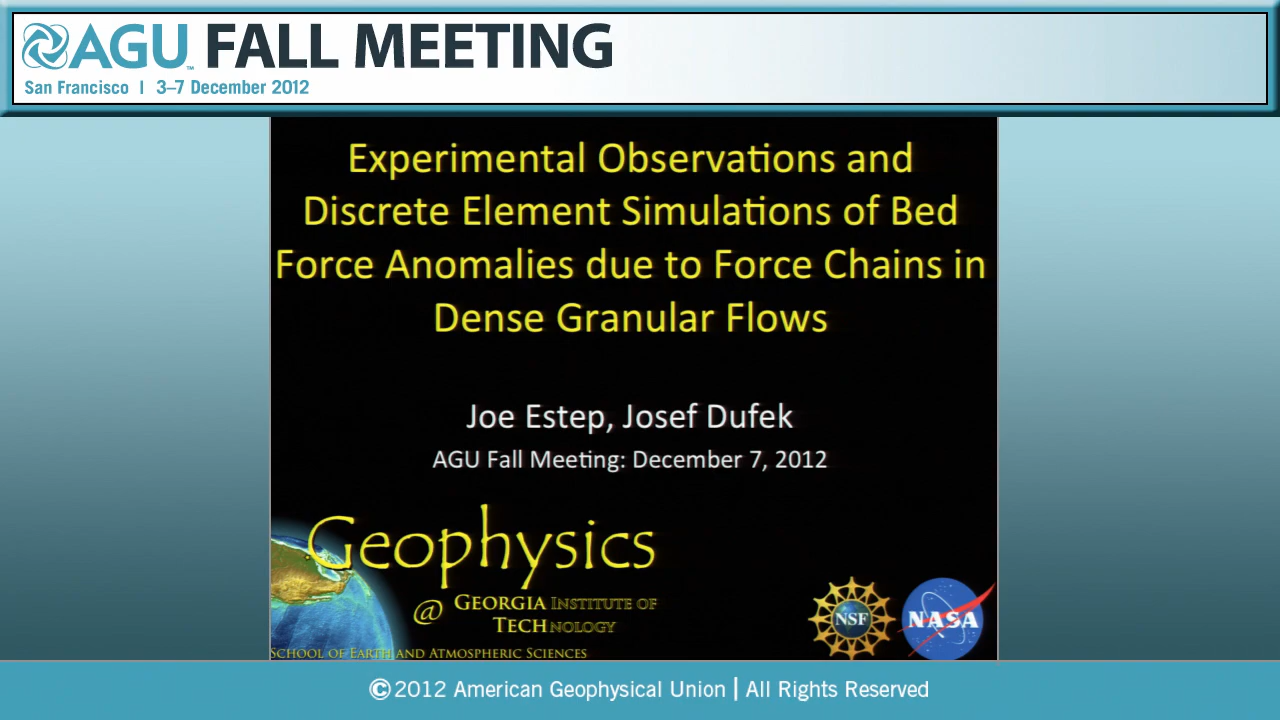 AGU™ FALL MEETING
San Francisco | 3–7 December 2012
Experimental Observations and
Discrete Element Simulations of Bed
Force Anomalies due to Force Chains in
Dense Granular Flows
Joe Estep, Josef Dufek
AGU Fall Meeting: December 7, 2012
Geophysics
@ GEORGIA INSTITUTE OF
TECHNOLOGY
SCHOOL OF EARTH AND ATMOSPHERIC SCIENCES
NSF
NASA
©2012 American Geophysical Union | All Rights Reserved